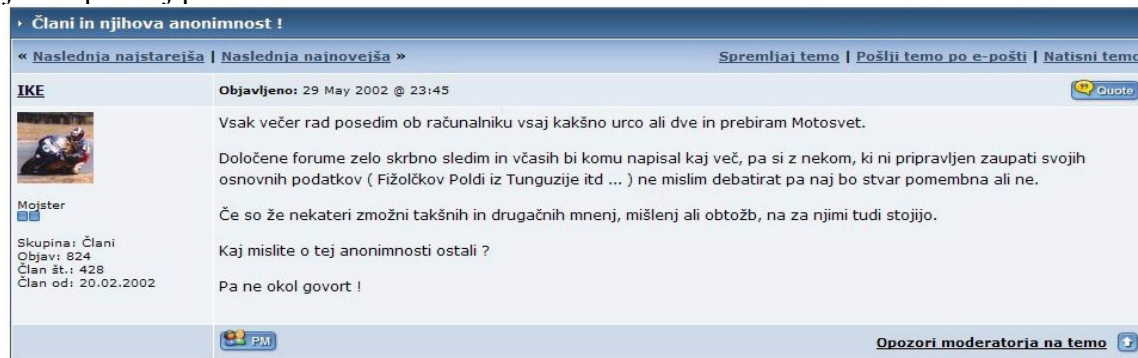 Člani in njihova anonimnost !
« Naslednja najstarejša | Naslednja najnovejša »
Spremljaj temo | Pošlji temo po e-pošti | Natisni temo
IKE
Objavljeno: 29 May 2002 @ 23:45
Quote
Vsak večer rad posedim ob računalniku vsaj kakšno urco ali dve in prebiram Motosvet.
Določene forume zelo skrbno sledim in včasih bi komu napisal kaj več, pa si z nekom, ki ni pripravljen zaupati svojih
osnovnih podatkov ( Fižolčkov Poldi iz Tunguzije itd ... ) ne mislim debatirat pa naj bo stvar pomembna ali ne.
Če so že nekateri zmožni takšnih in drugačnih mnenj, mišlenj ali obtožb, na za njimi tudi stojijo.
Kaj mislite o tej anonimnosti ostali ?
Pa ne okol govort !
Mojster
Skupina: Člani
Objav: 824
Član št.: 428
Član od: 20.02.2002
PM
Opozori moderatorja na temo